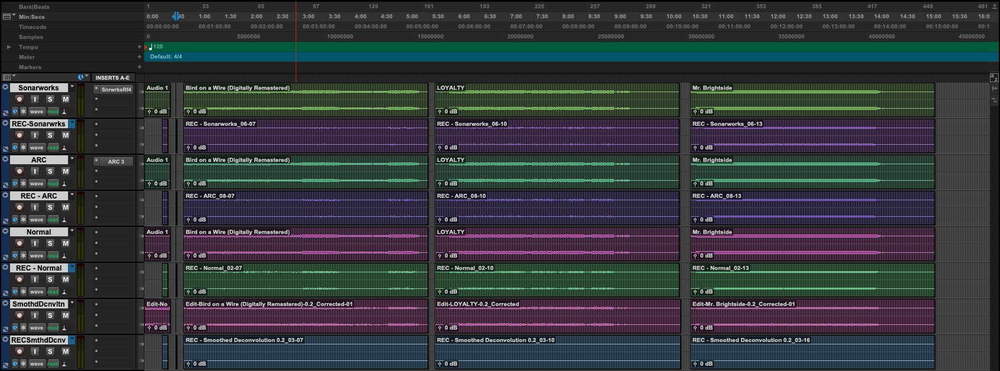 Bars|Beats 1 33 65 97 129 161 193 225 257 289 321 353 385 417 449 481
Min:Secs 0:00 0:30 1:00 1:30 2:00 2:30 3:00 3:30 4:00 4:30 5:00 5:30 6:00 6:30 7:00 7:30 8:00 8:30 9:00 9:30 10:00 10:30 11:00 11:30 12:00 12:30 13:00 13:30 14:00 14:30 15:00 15:30 16:0
Timecode 00:00:00:00 00:01:00:00 00:02:00:00 00:03:00:00 00:04:00:00 00:05:00:00 00:06:00:00 00:07:00:00 00:08:00:00 00:09:00:00 00:10:00:00 00:11:00:00 00:12:00:00 00:13:00:00 00:14:00:00 00:15:00:00 00:1
Samples 0 5000000 10000000 15000000 20000000 25000000 30000000 35000000 40000000 45000000
Tempo + 120
Meter + Default: 4/4
Markers +
INSERTS A-E a z
Sonarworks SnrwrksRf4 Audio 1 Bird on a Wire (Digitally Remastered) LOYALTY Mr. Brightside
I S M
wave read 0 dB 0 dB 0 dB 0 dB
REC-Sonarwrks REC - Sonarworks_06-07 REC - Sonarworks_06-10 REC - Sonarworks_06-13
I S M
wave read 0 dB 0 dB 0 dB
ARC ARC 3 Audio 1 Bird on a Wire (Digitally Remastered) LOYALTY Mr. Brightside
I S M
wave read 0 dB 0 dB 0 dB 0 dB
REC - ARC REC - ARC_08-07 REC - ARC_08-10 REC - ARC_08-13
I S M
wave read 0 dB 0 dB 0 dB
Normal Audio 1 Bird on a Wire (Digitally Remastered) LOYALTY Mr. Brightside
I S M
wave read 0 dB 0 dB 0 dB 0 dB
REC - Normal REC - Normal_02-07 REC - Normal_02-10 REC - Normal_02-13
I S M
wave read 0 dB 0 dB 0 dB
SmothdDcnvltn Edit-No Edit-Bird on a Wire (Digitally Remastered)-0.2_Corrected-01 Edit-LOYALTY-0.2_Corrected Edit-Mr. Brightside-0.2_Corrected-01
I S M
wave read 0 dB 0 dB 0 dB 0 dB
RECSmthdDcnv REC - Smoothed Deconvolution 0.2_03-07 REC - Smoothed Deconvolution 0.2_03-10 REC - Smoothed Deconvolution 0.2_03-16
I S M
wave read 0 dB 0 dB 0 dB